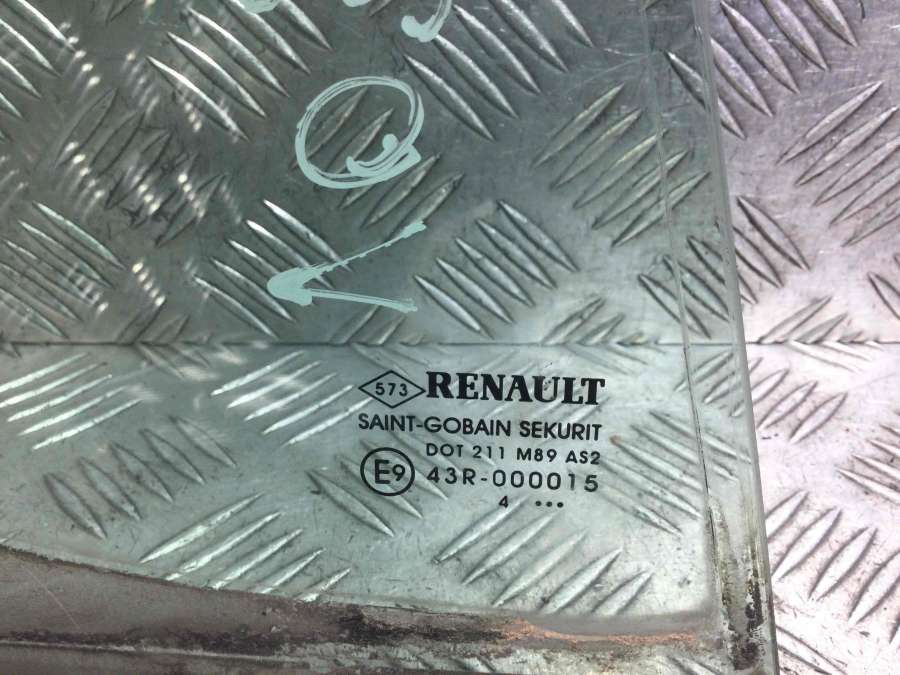 573 RENAULT
SAINT-GOBAIN SEKURIT
DOT 211 M89 AS2
E9 43R-000015
4 •••